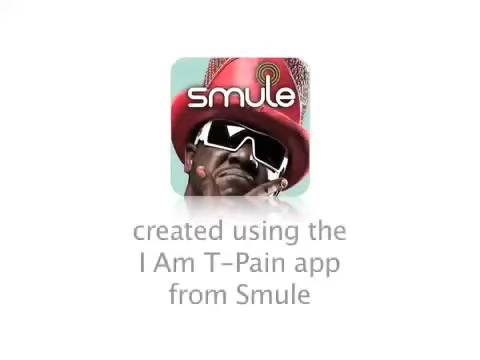 smule
created using the
I Am T-Pain app
from Smule